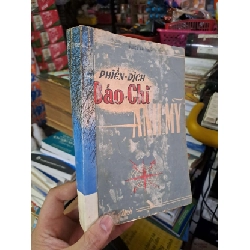 PHIÊN-DỊCH
Báo-Chí
ANH MỸ